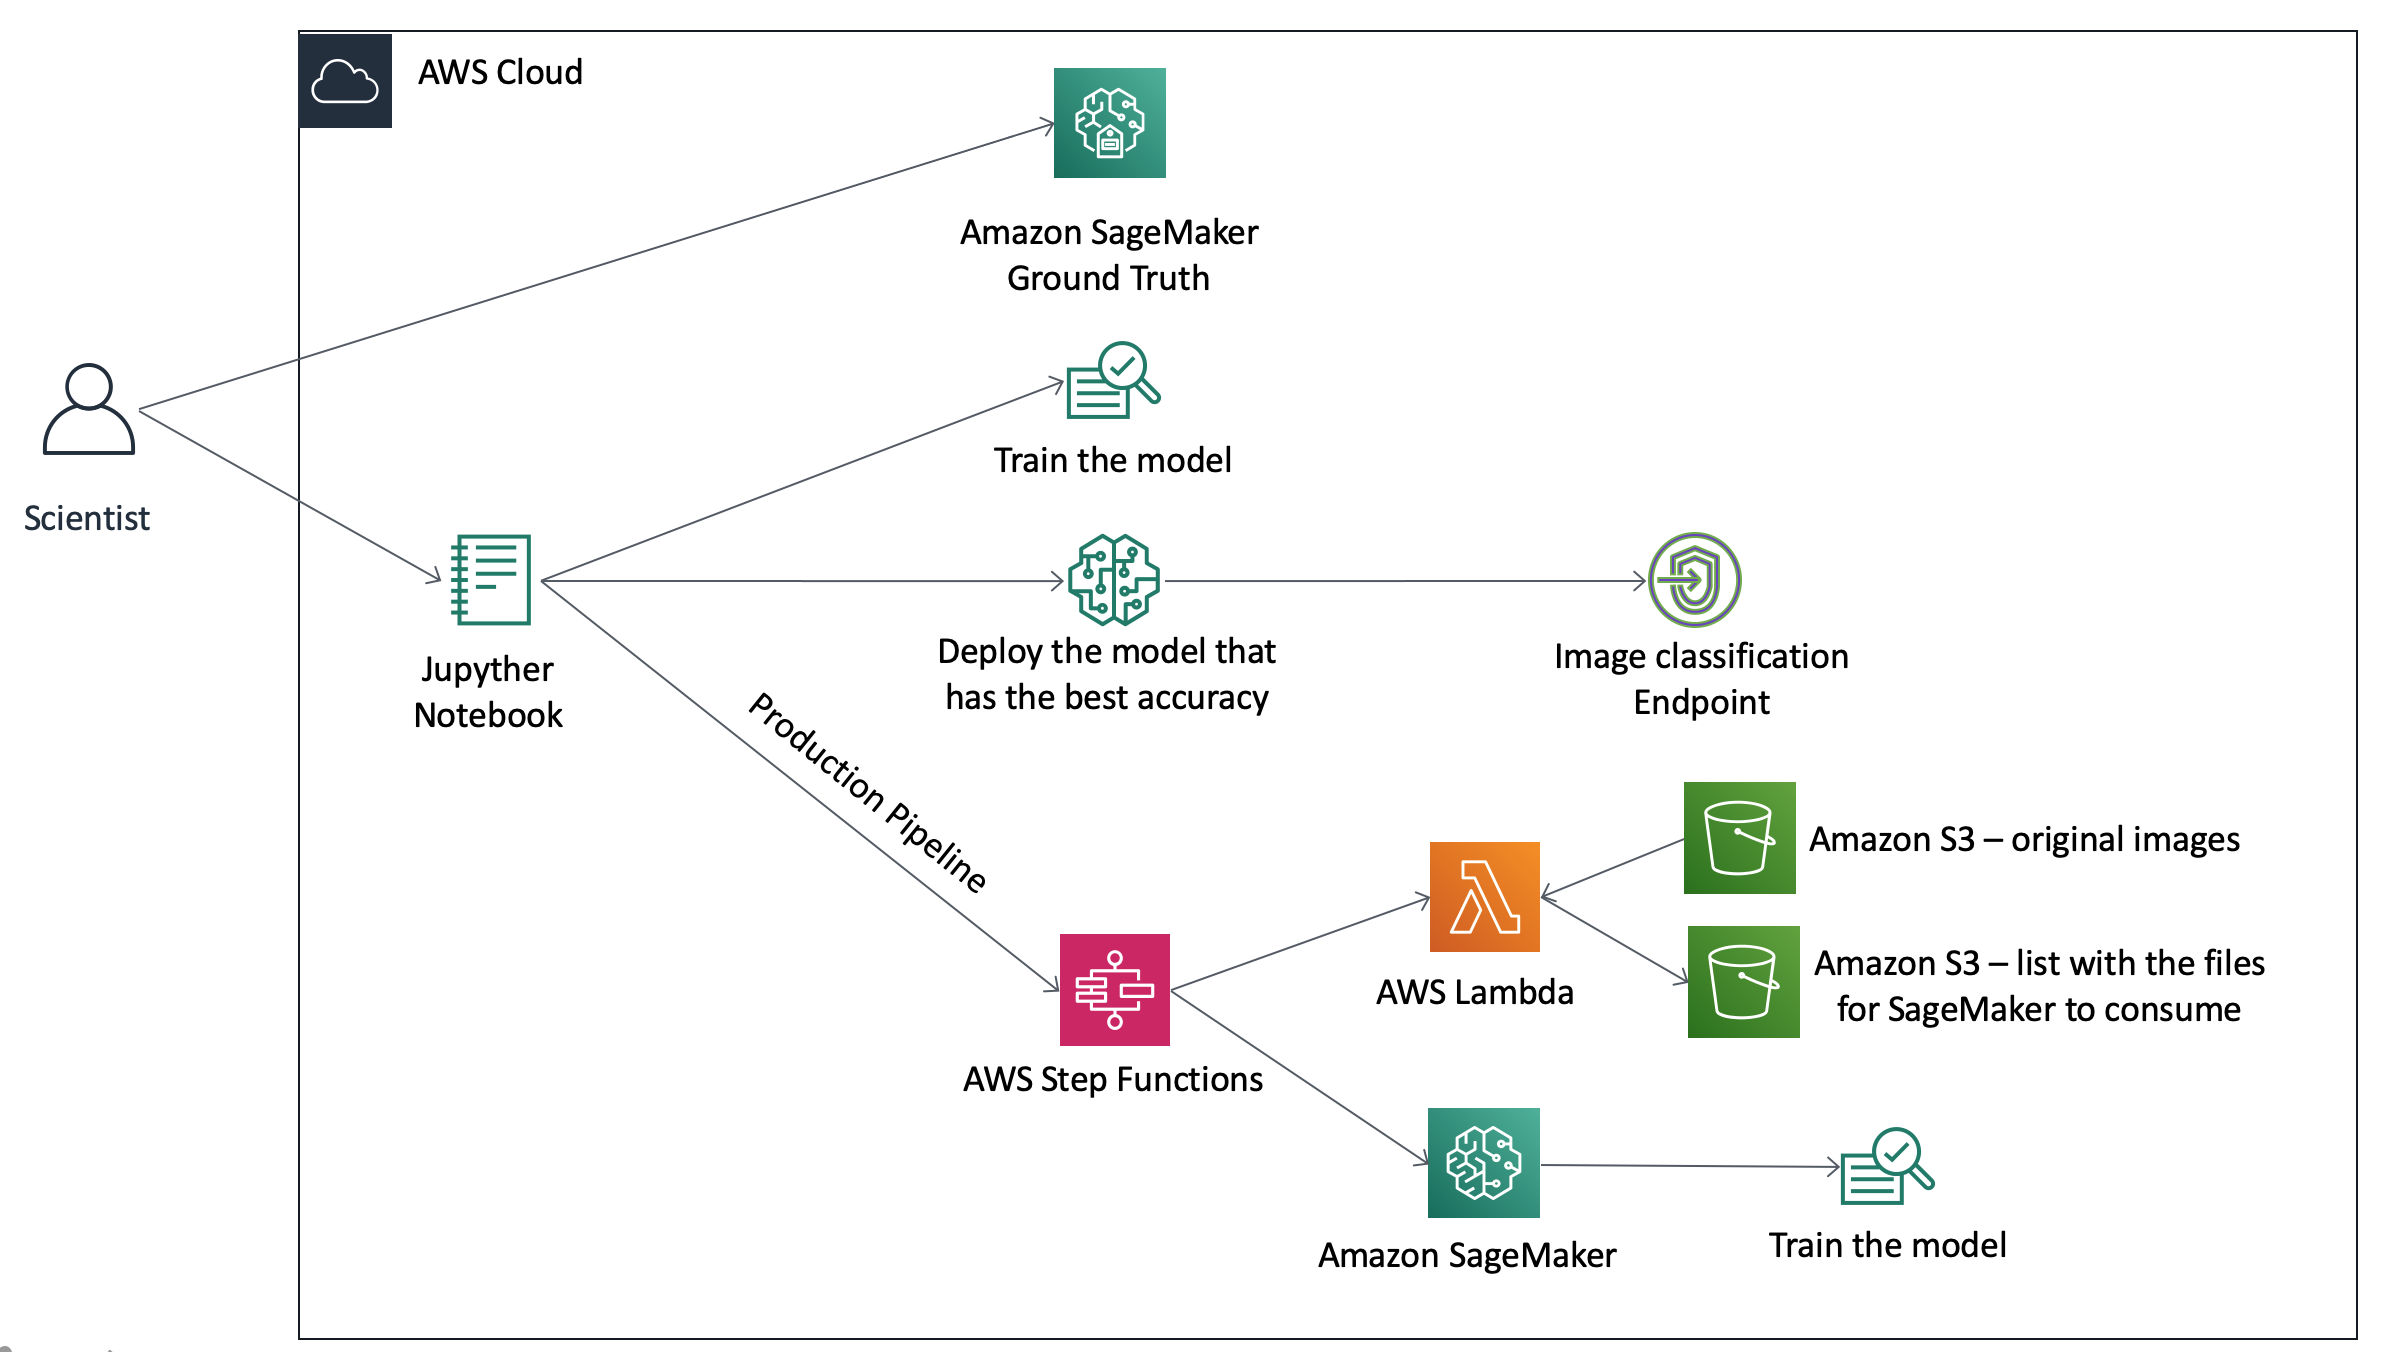 AWS Cloud
Amazon SageMaker
Ground Truth
Train the model
Scientist
Jupyther
Notebook
Deploy the model that
has the best accuracy
Image classification
Endpoint
Production Pipeline
Amazon S3 – original images
AWS Lambda
Amazon S3 – list with the files
for SageMaker to consume
AWS Step Functions
Amazon SageMaker
Train the model